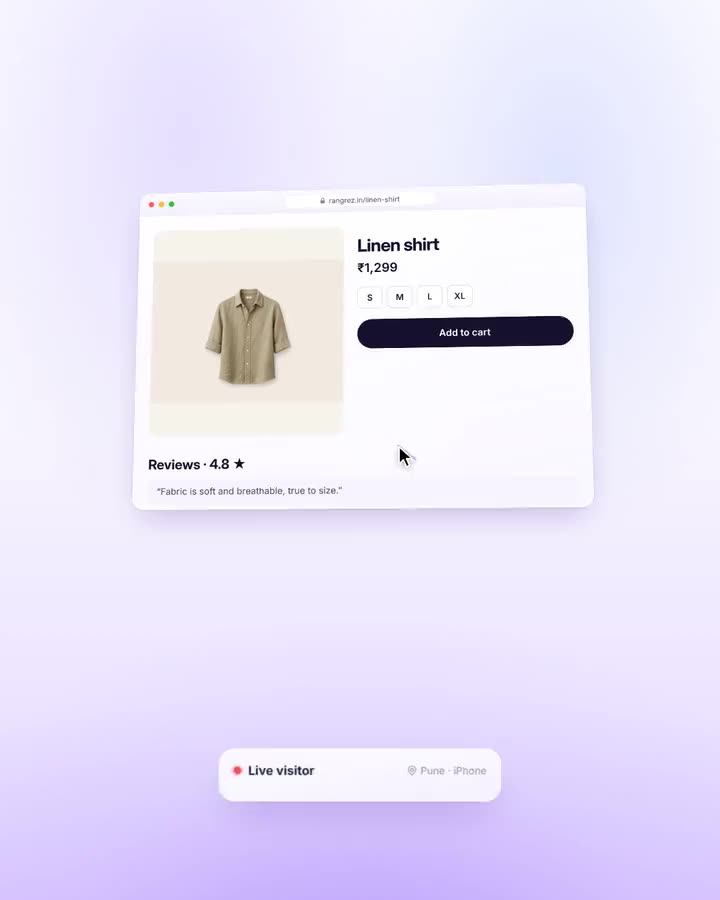 rangrez.in/linen-shirt
Linen shirt
₹1,299
S M L XL
Add to cart
Reviews · 4.8 ★
“Fabric is soft and breathable, true to size.”
Live visitor
Pune · iPhone